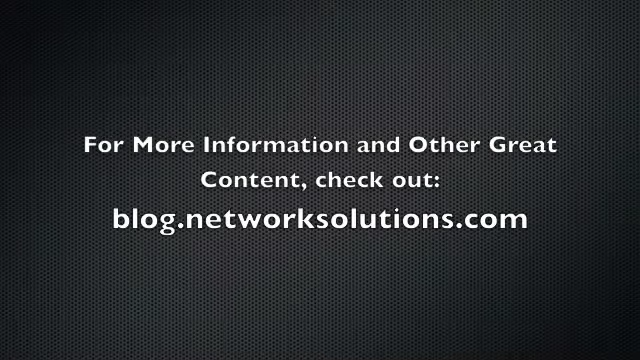 For More Information and Other Great
Content, check out:
blog.networksolutions.com